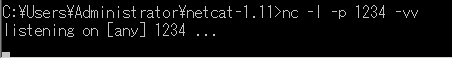 C:¥Users¥Administrator¥netcat-1.11>nc -l -p 1234 -vv
listening on [any] 1234 ...